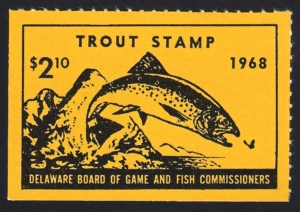 TROUT STAMP
$2.10 1968
DELAWARE BOARD OF GAME AND FISH COMMISSIONERS